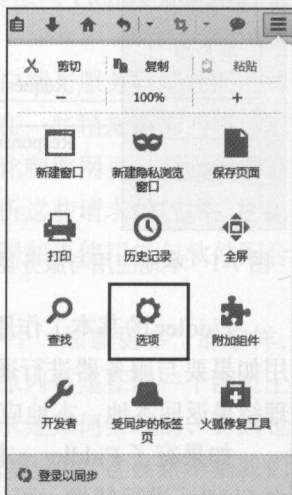 剪切 复制 粘贴
− 100% +
新建窗口 新建隐私浏览窗口 保存页面
打印 历史记录 全屏
查找 选项 附加组件
开发者 受同步的标签页 火狐修复工具
登录以同步